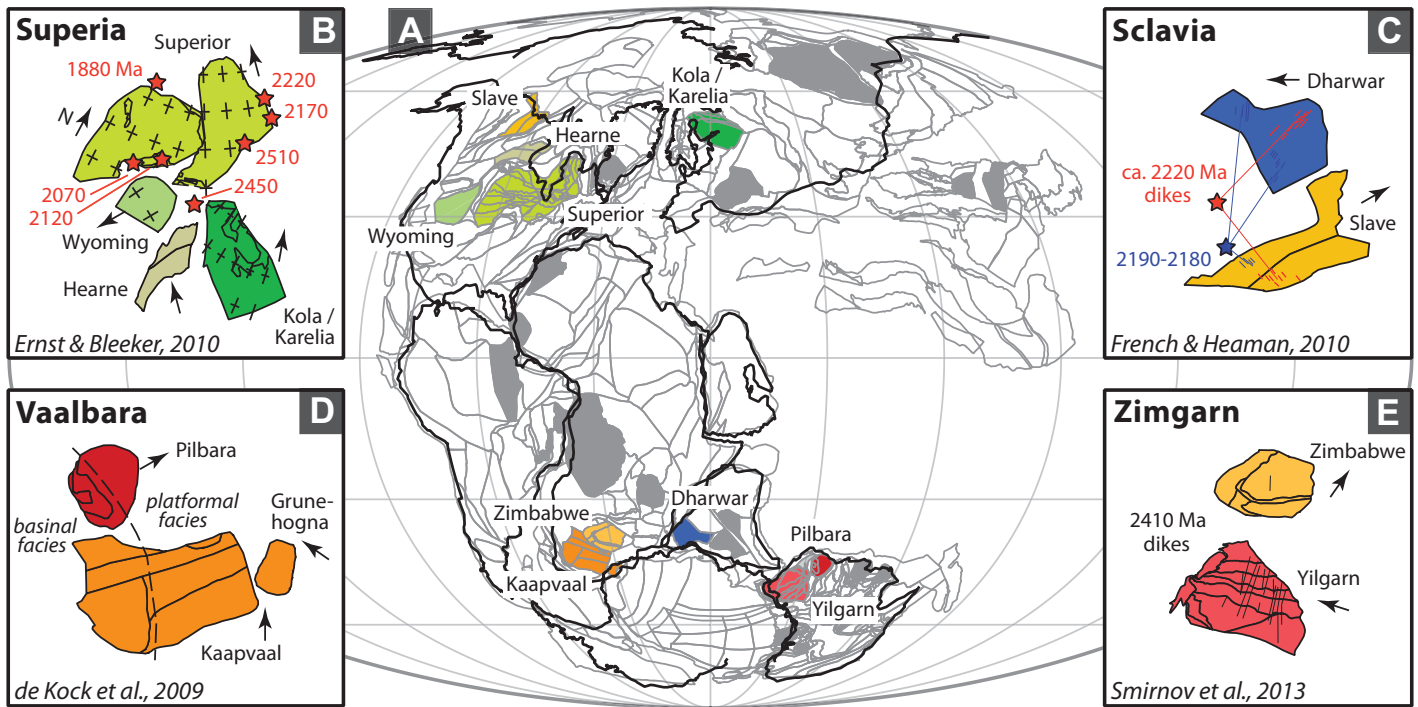 Superia
B
Superior
1880 Ma
2220
2170
N
2510
2070
2120
2450
Wyoming
Hearne
Kola /
Karelia
Ernst & Bleeker, 2010
A
Slave
Kola /
Karelia
Hearne
Superior
Wyoming
Zimbabwe
Dharwar
Pilbara
Kaapvaal
Yilgarn
Sclavia
C
Dharwar
ca. 2220 Ma
dikes
Slave
2190-2180
French & Heaman, 2010
Vaalbara
D
Pilbara
platformal
facies
basinal
facies
Grune-
hogna
Kaapvaal
de Kock et al., 2009
Zimgarn
E
Zimbabwe
2410 Ma
dikes
Yilgarn
Smirnov et al., 2013